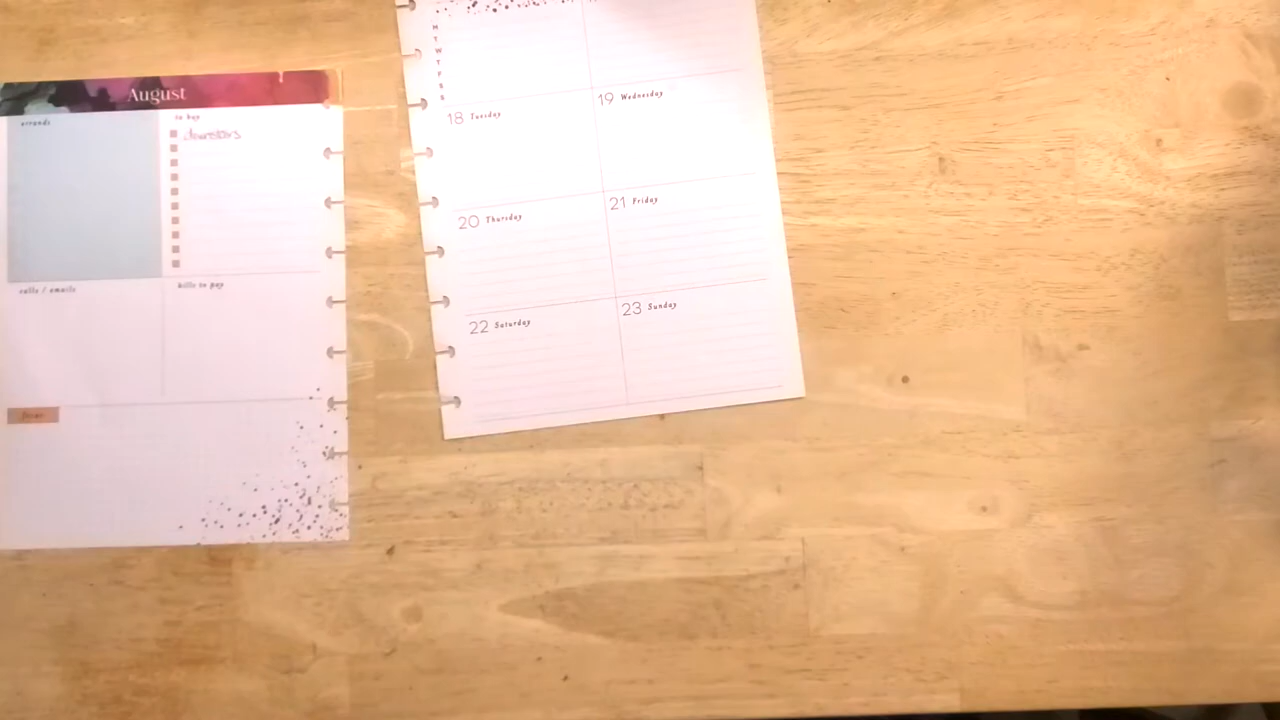 August
errands
to buy
calls / emails
bills to pay
M
T
W
T
F
S
S
18 Tuesday
19 Wednesday
20 Thursday
21 Friday
22 Saturday
23 Sunday